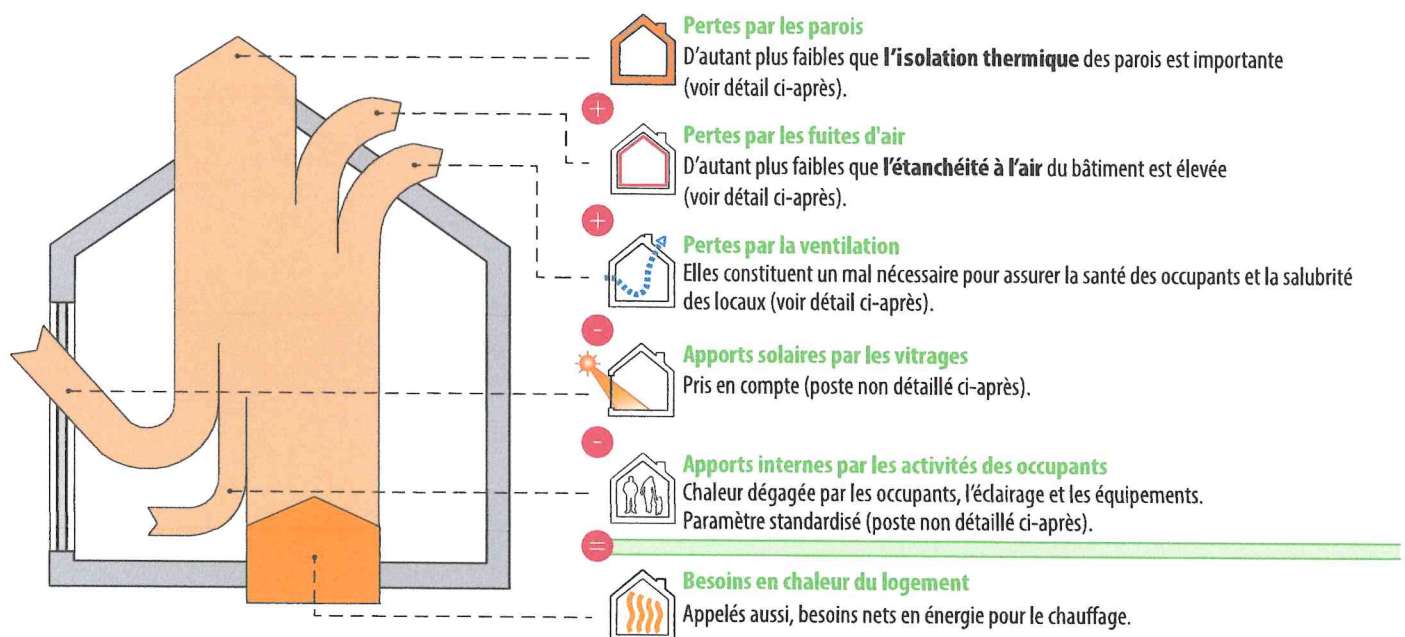 Pertes par les parois
D'autant plus faibles que l'isolation thermique des parois est importante
(voir détail ci-après).
+
Pertes par les fuites d'air
D'autant plus faibles que l'étanchéité à l'air du bâtiment est élevée
(voir détail ci-après).
+
Pertes par la ventilation
Elles constituent un mal nécessaire pour assurer la santé des occupants et la salubrité
des locaux (voir détail ci-après).
-
Apports solaires par les vitrages
Pris en compte (poste non détaillé ci-après).
-
Apports internes par les activités des occupants
Chaleur dégagée par les occupants, l'éclairage et les équipements.
Paramètre standardisé (poste non détaillé ci-après).
=
Besoins en chaleur du logement
Appelés aussi, besoins nets en énergie pour le chauffage.